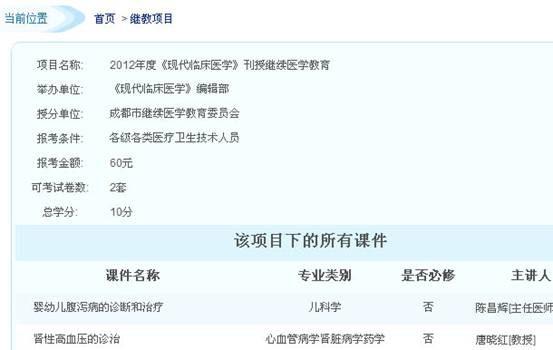 当前位置 首页 >继教项目
项目名称: 2012年度《现代临床医学》刊授继续医学教育
举办单位: 《现代临床医学》编辑部
授分单位: 成都市继续医学教育委员会
报考条件: 各级各类医疗卫生技术人员
报考金额: 60元
可考试卷数: 2套
总学分: 10分
该项目下的所有课件
课件名称 专业类别 是否必修 主讲人
婴幼儿腹泻病的诊断和治疗 儿科学 否 陈昌辉[主任医师
肾性高血压的诊治 心血管病学肾脏病学药学 否 唐晓红[教授]